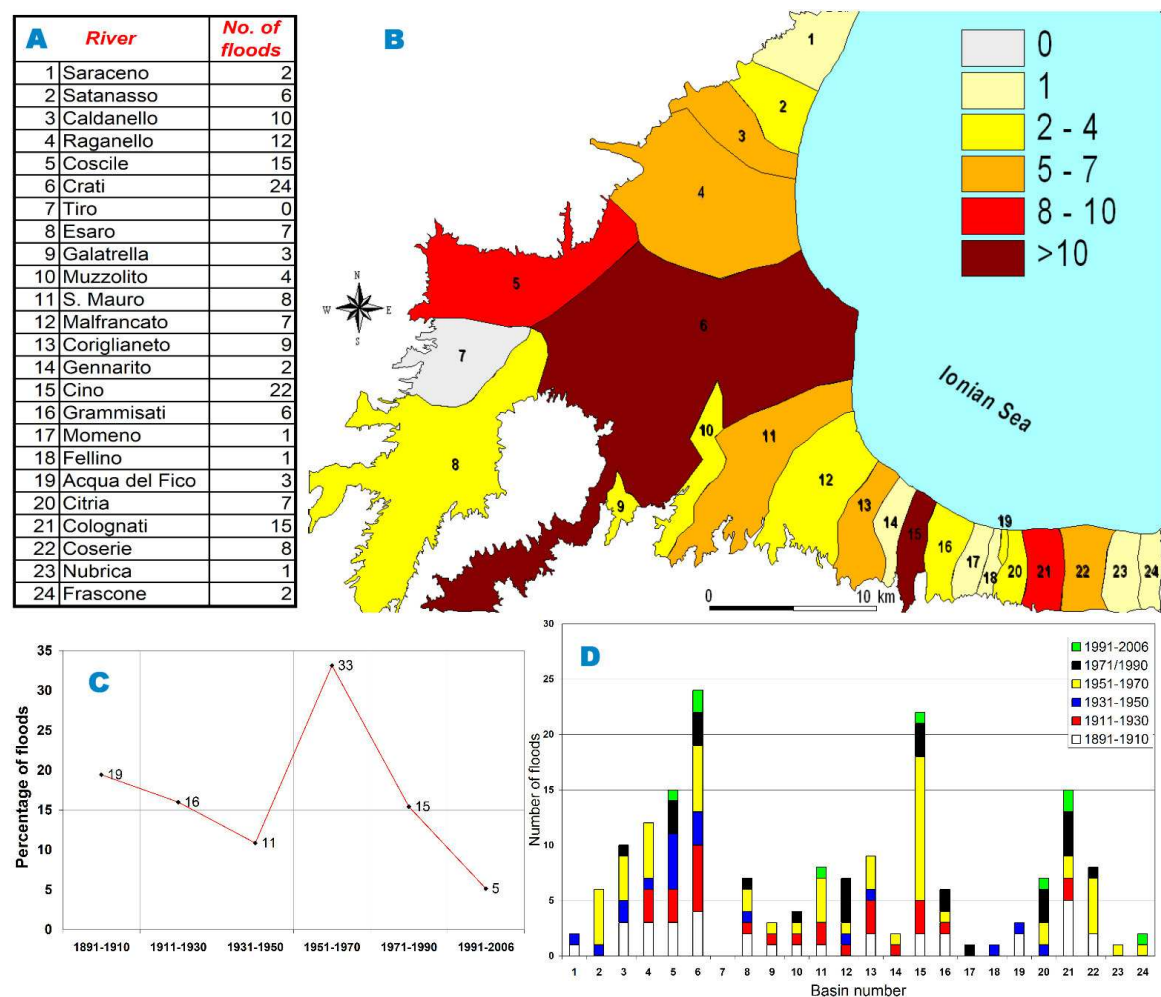 A
River
No. of floods
1 Saraceno 2
2 Satanasso 6
3 Caldanello 10
4 Raganello 12
5 Coscile 15
6 Crati 24
7 Tiro 0
8 Esaro 7
9 Galatrella 3
10 Muzzolito 4
11 S. Mauro 8
12 Malfrancato 7
13 Coriglianeto 9
14 Gennarito 2
15 Cino 22
16 Grammisati 6
17 Momeno 1
18 Fellino 1
19 Acqua del Fico 3
20 Citria 7
21 Colognati 15
22 Coserie 8
23 Nubrica 1
24 Frascone 2
B
0
1
2 - 4
5 - 7
8 - 10
>10
N
W E
S
1
2
3
4
5
6
7
8
9
10
11
12
13
14
15
16
17
18
19
20
21
22
23
24
Ionian Sea
0 10 km
C
Percentage of floods
35
30
25
20
15
10
5
0
19
16
11
33
15
5
1891-1910 1911-1930 1931-1950 1951-1970 1971-1990 1991-2006
D
Number of floods
30
25
20
15
10
5
0
1991-2006
1971/1990
1951-1970
1931-1950
1911-1930
1891-1910
1 2 3 4 5 6 7 8 9 10 11 12 13 14 15 16 17 18 19 20 21 22 23 24
Basin number